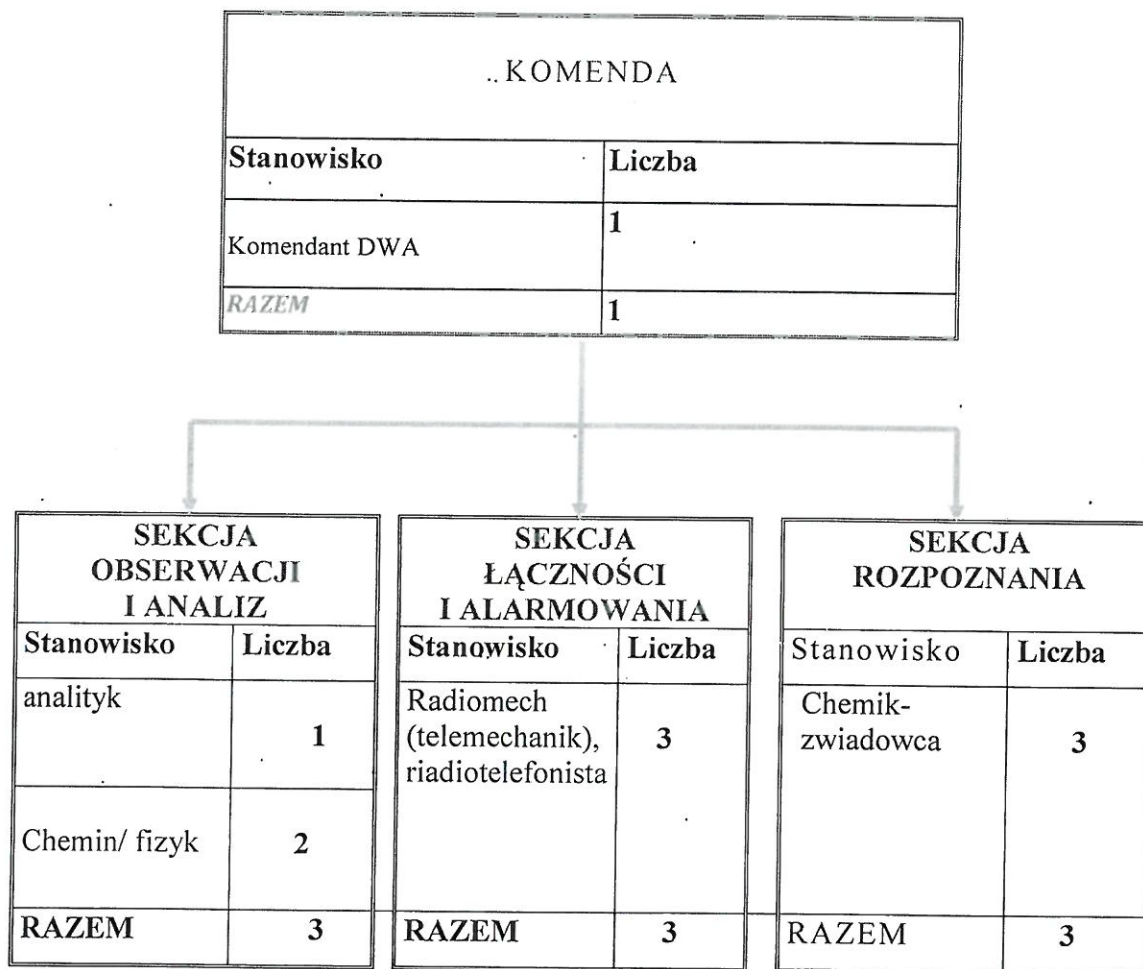 .. KOMENDA
Stanowisko Liczba
Komendant DWA 1
RAZEM 1
SEKCJA
OBSERWACJI
I ANALIZ
Stanowisko Liczba
analityk 1
Chemin/ fizyk 2
RAZEM 3
SEKCJA
ŁĄCZNOŚCI
I ALARMOWANIA
Stanowisko Liczba
Radiomech
(telemechanik), 3
riadiotelefonista
RAZEM 3
SEKCJA
ROZPOZNANIA
Stanowisko Liczba
Chemik-
zwiadowca 3
RAZEM 3